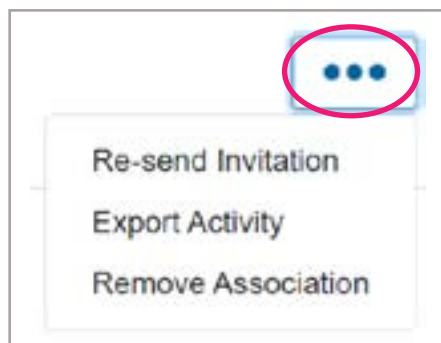 Re-send Invitation
Export Activity
Remove Association